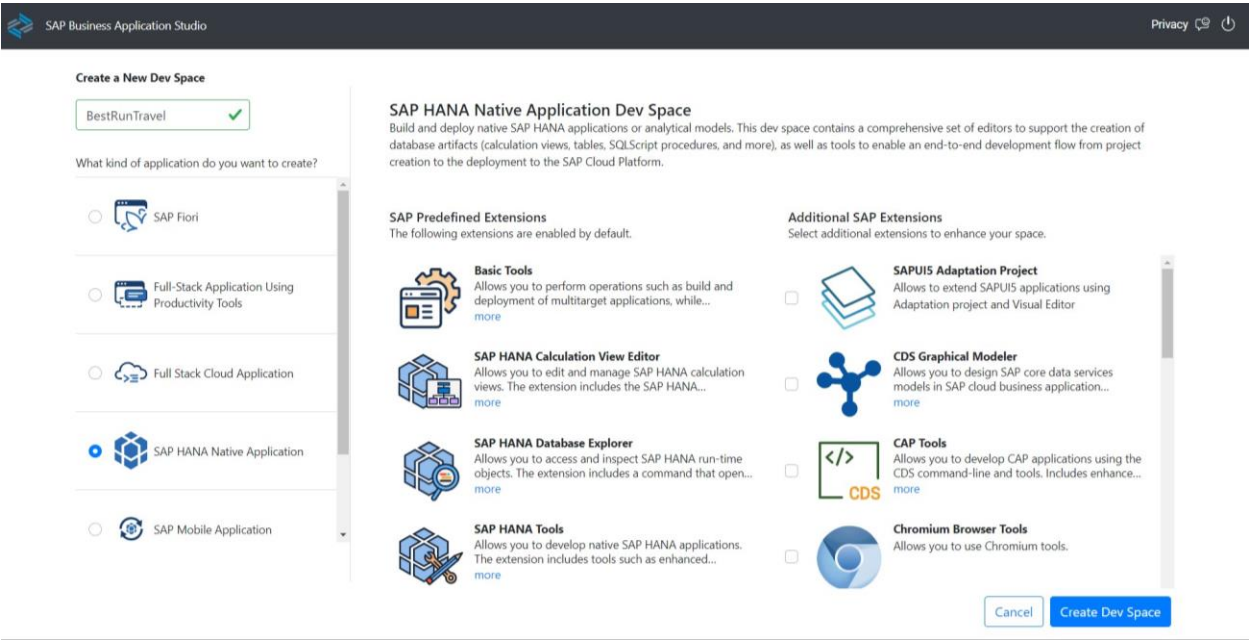 SAP Business Application Studio
Privacy
Create a New Dev Space
BestRunTravel
What kind of application do you want to create?
SAP Fiori
Full-Stack Application Using
Productivity Tools
Full Stack Cloud Application
SAP HANA Native Application
SAP Mobile Application
SAP HANA Native Application Dev Space
Build and deploy native SAP HANA applications or analytical models. This dev space contains a comprehensive set of editors to support the creation of
database artifacts (calculation views, tables, SQLScript procedures, and more), as well as tools to enable an end-to-end development flow from project
creation to the deployment to the SAP Cloud Platform.
SAP Predefined Extensions
The following extensions are enabled by default.
Basic Tools
Allows you to perform operations such as build and
deployment of multitarget applications, while...
more
SAP HANA Calculation View Editor
Allows you to edit and manage SAP HANA calculation
views. The extension includes the SAP HANA...
more
SAP HANA Database Explorer
Allows you to access and inspect SAP HANA run-time
objects. The extension includes a command that open...
more
SAP HANA Tools
Allows you to develop native SAP HANA applications.
The extension includes tools such as enhanced...
more
Additional SAP Extensions
Select additional extensions to enhance your space.
SAPUI5 Adaptation Project
Allows to extend SAPUI5 applications using
Adaptation project and Visual Editor
CDS Graphical Modeler
Allows you to design SAP core data services
models in SAP cloud business application...
more
</>
CDS
CAP Tools
Allows you to develop CAP applications using the
CDS command-line and tools. Includes enhance...
more
Chromium Browser Tools
Allows you to use Chromium tools.
Cancel
Create Dev Space